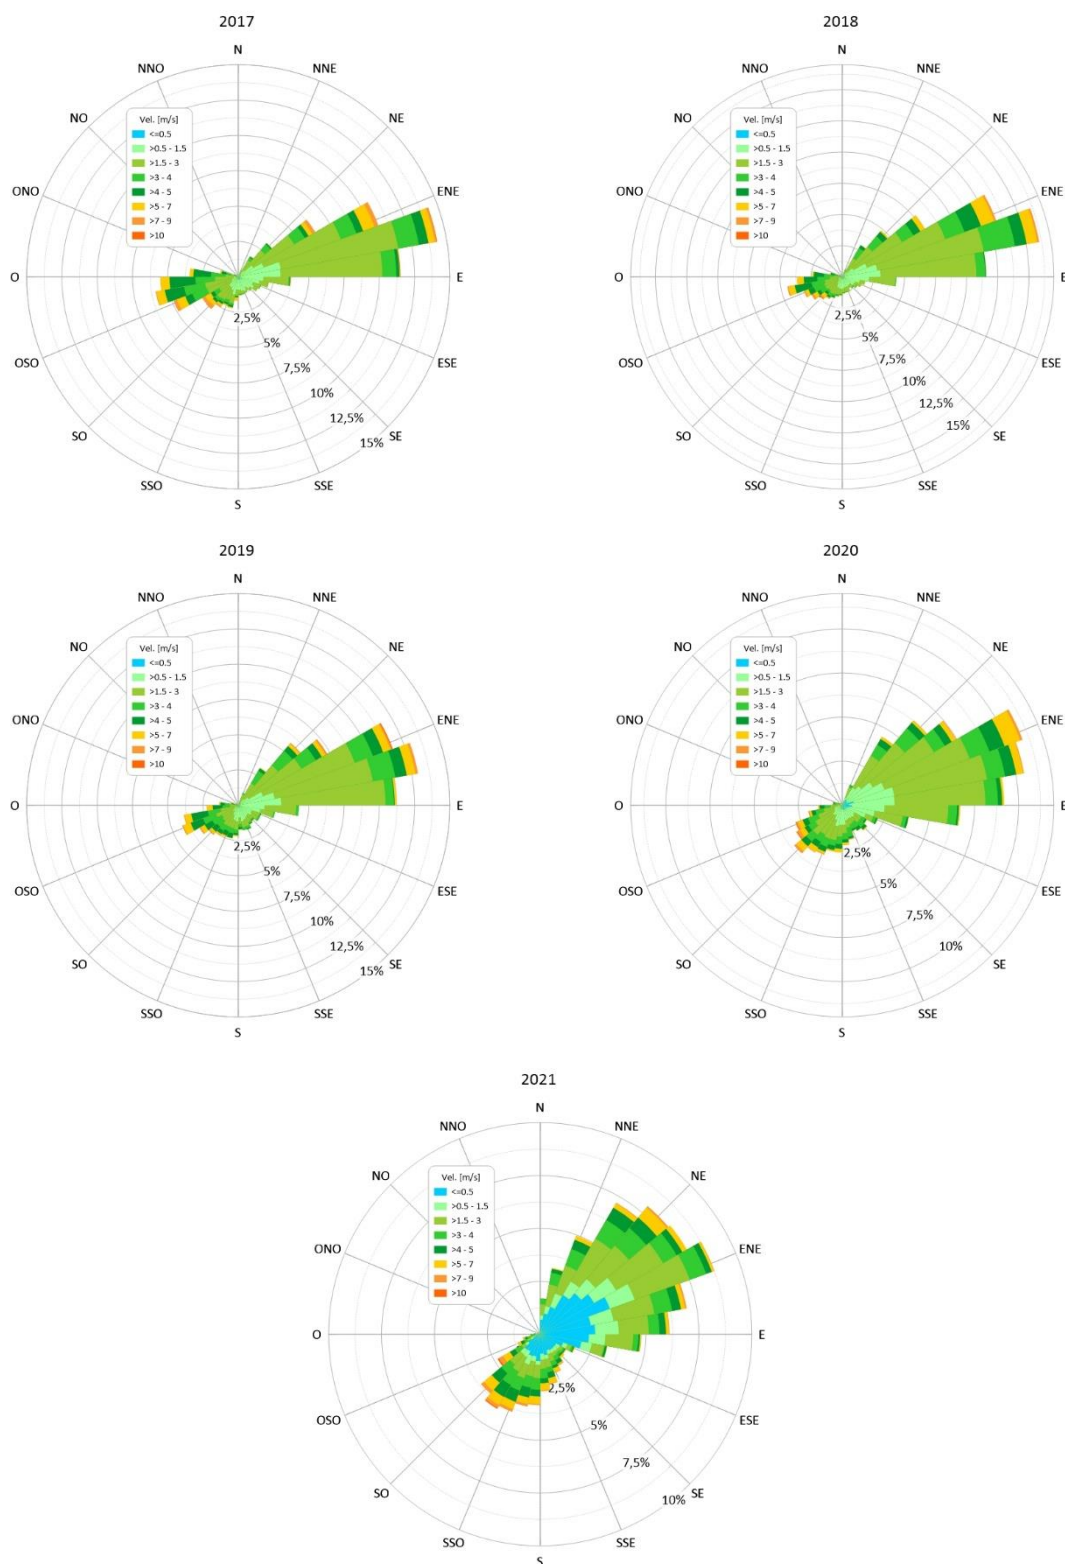 2017
N
NNO
NNE
NO
NE
Vel. [m/s]
<=0.5
>0.5 - 1.5
>1.5 - 3
>3 - 4
>4 - 5
>5 - 7
>7 - 9
>10
ONO
ENE
O
E
2,5%
5%
7,5%
10%
12,5%
15%
OSO
ESE
SO
SE
SSO
SSE
S
2018
N
NNO
NNE
NO
NE
Vel. [m/s]
<=0.5
>0.5 - 1.5
>1.5 - 3
>3 - 4
>4 - 5
>5 - 7
>7 - 9
>10
ONO
ENE
O
E
2,5%
5%
7,5%
10%
12,5%
15%
OSO
ESE
SO
SE
SSO
SSE
S
2019
N
NNO
NNE
NO
NE
Vel. [m/s]
<=0.5
>0.5 - 1.5
>1.5 - 3
>3 - 4
>4 - 5
>5 - 7
>7 - 9
>10
ONO
ENE
O
E
2,5%
5%
7,5%
10%
12,5%
15%
OSO
ESE
SO
SE
SSO
SSE
S
2020
N
NNO
NNE
NO
NE
Vel. [m/s]
<=0.5
>0.5 - 1.5
>1.5 - 3
>3 - 4
>4 - 5
>5 - 7
>7 - 9
>10
ONO
ENE
O
E
2,5%
5%
7,5%
10%
OSO
ESE
SO
SE
SSO
SSE
S
2021
N
NNO
NNE
NO
NE
Vel. [m/s]
<=0.5
>0.5 - 1.5
>1.5 - 3
>3 - 4
>4 - 5
>5 - 7
>7 - 9
>10
ONO
ENE
O
E
2,5%
5%
7,5%
10%
OSO
ESE
SO
SE
SSO
SSE
S